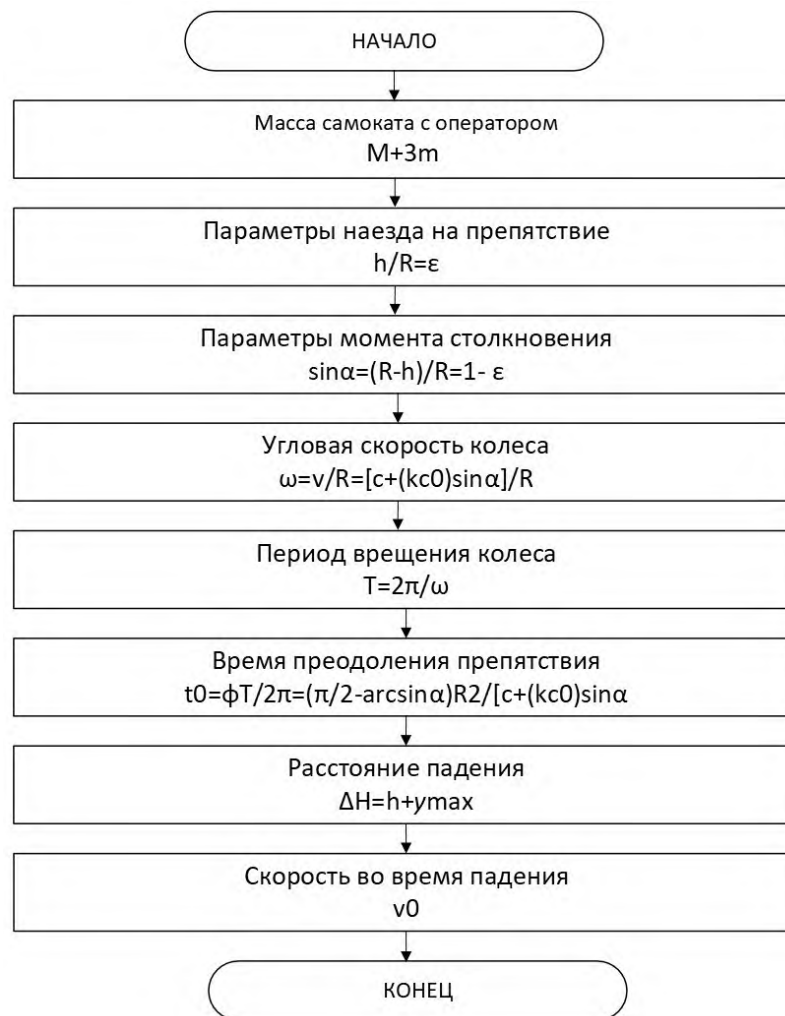 НАЧАЛО
Масса самоката с оператором
M+3m
Параметры наезда на препятствие
h/R=ε
Параметры момента столкновения
sinα=(R-h)/R=1- ε
Угловая скорость колеса
ω=v/R=[c+(kc0)sinα]/R
Период врещения колеса
T=2π/ω
Время преодоления препятствия
t0=ϕT/2π=(π/2-arcsinα)R2/[c+(kc0)sinα
Расстояние падения
ΔH=h+ymax
Скорость во время падения
v0
КОНЕЦ